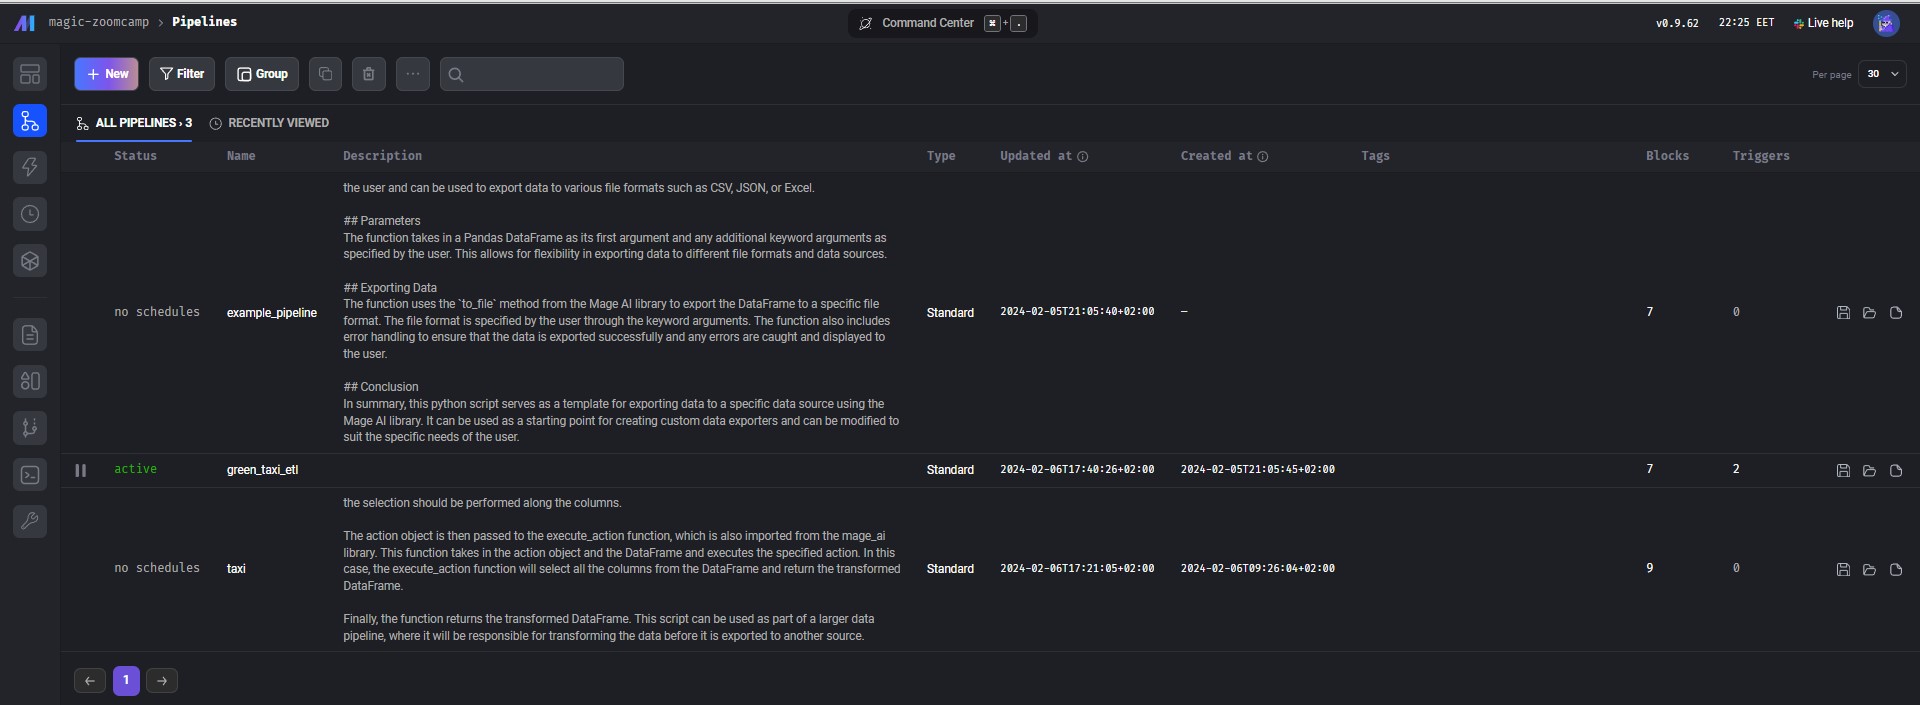 magic-zoomcamp › Pipelines
Command Center ⌘ + .
v0.9.62 22:25 EET Live help
+ New Filter Group ... Per page 30
ALL PIPELINES › 3 RECENTLY VIEWED
Status Name Description Type Updated at Created at Tags Blocks Triggers
the user and can be used to export data to various file formats such as CSV, JSON, or Excel.
## Parameters
The function takes in a Pandas DataFrame as its first argument and any additional keyword arguments as
specified by the user. This allows for flexibility in exporting data to different file formats and data sources.
## Exporting Data
The function uses the `to_file` method from the Mage AI library to export the DataFrame to a specific file
no schedules example_pipeline format. The file format is specified by the user through the keyword arguments. The function also includes Standard 2024-02-05T21:05:40+02:00 — 7 0
error handling to ensure that the data is exported successfully and any errors are caught and displayed to
the user.
## Conclusion
In summary, this python script serves as a template for exporting data to a specific data source using the
Mage AI library. It can be used as a starting point for creating custom data exporters and can be modified to
suit the specific needs of the user.
active green_taxi_etl Standard 2024-02-06T17:40:26+02:00 2024-02-05T21:05:45+02:00 7 2
the selection should be performed along the columns.
The action object is then passed to the execute_action function, which is also imported from the mage_ai
library. This function takes in the action object and the DataFrame and executes the specified action. In this
no schedules taxi case, the execute_action function will select all the columns from the DataFrame and return the transformed Standard 2024-02-06T17:21:05+02:00 2024-02-06T09:26:04+02:00 9 0
DataFrame.
Finally, the function returns the transformed DataFrame. This script can be used as part of a larger data
pipeline, where it will be responsible for transforming the data before it is exported to another source.
← 1 →